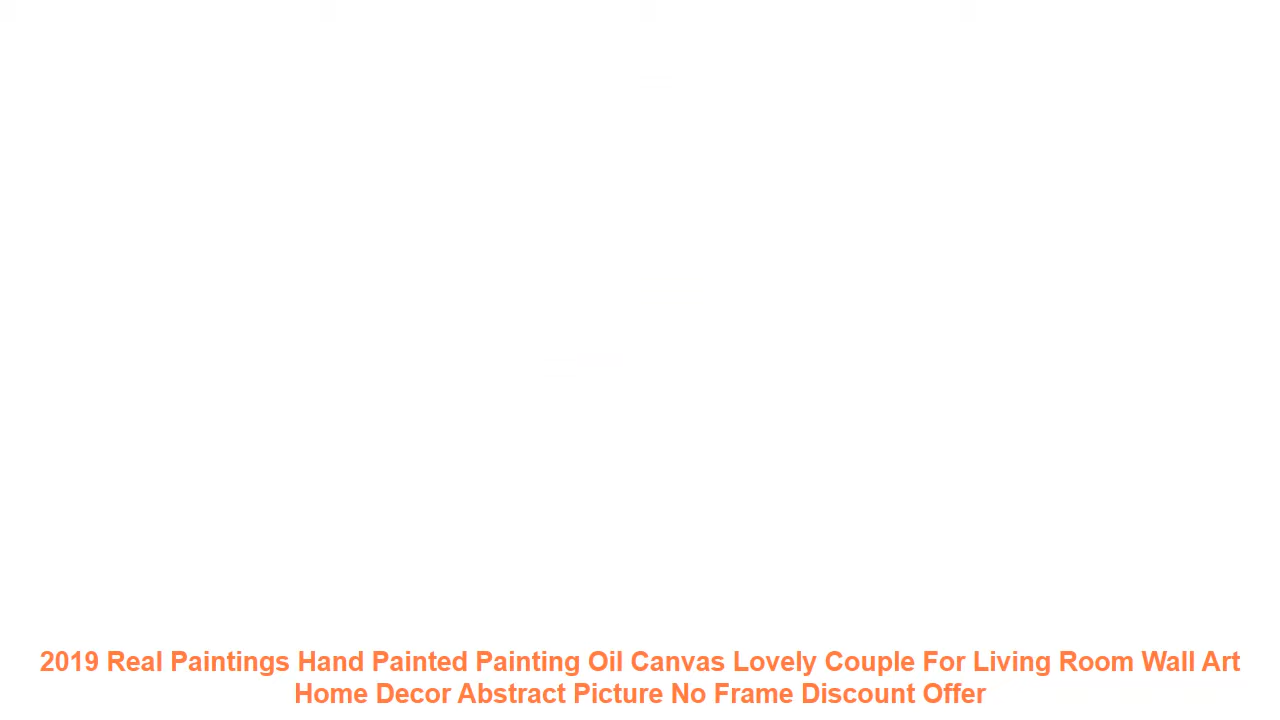 2019 Real Paintings Hand Painted Painting Oil Canvas Lovely Couple For Living Room Wall Art
Home Decor Abstract Picture No Frame Discount Offer